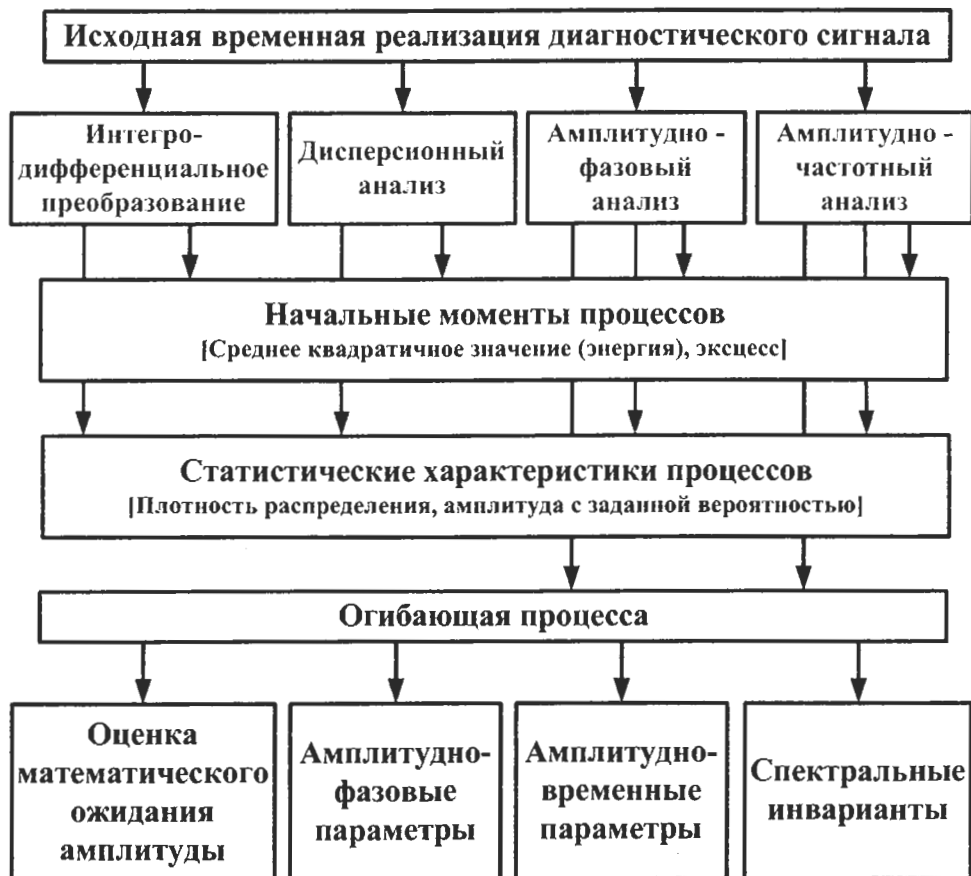 Исходная временная реализация диагностического сигнала
Интегро-
дифференциальное
преобразование
Дисперсионный
анализ
Амплитудно -
фазовый
анализ
Амплитудно -
частотный
анализ
Начальные моменты процессов
[Среднее квадратичное значение (энергия), эксцесс]
Статистические характеристики процессов
[Плотность распределения, амплитуда с заданной вероятностью]
Огибающая процесса
Оценка
математического
ожидания
амплитуды
Амплитудно-
фазовые
параметры
Амплитудно-
временные
параметры
Спектральные
инварианты